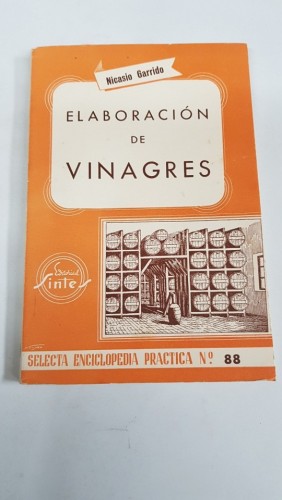 Nicasio Garrido
ELABORACIÓN
DE
VINAGRES
Editorial
Sintes
SELECTA ENCICLOPEDIA PRACTICA Nº 88